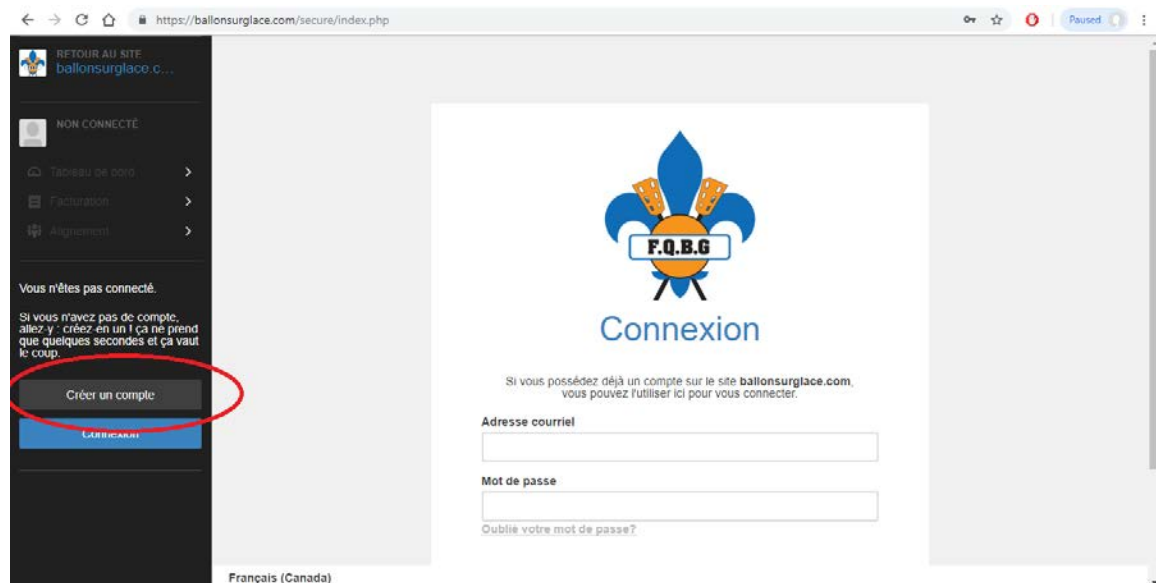 https://ballonsurglace.com/secure/index.php
Paused
RETOUR AU SITE
ballonsurglace.c...
NON CONNECTÉ
Tableau de bord
Facturation
Alignement
Vous n'êtes pas connecté.
Si vous n'avez pas de compte,
allez-y : créez-en un ! ça ne prend
que quelques secondes et ça vaut
le coup.
Créer un compte
Connexion
F.Q.B.G
Connexion
Si vous possédez déjà un compte sur le site ballonsurglace.com,
vous pouvez l'utiliser ici pour vous connecter.
Adresse courriel
Mot de passe
Oublié votre mot de passe?
Français (Canada)